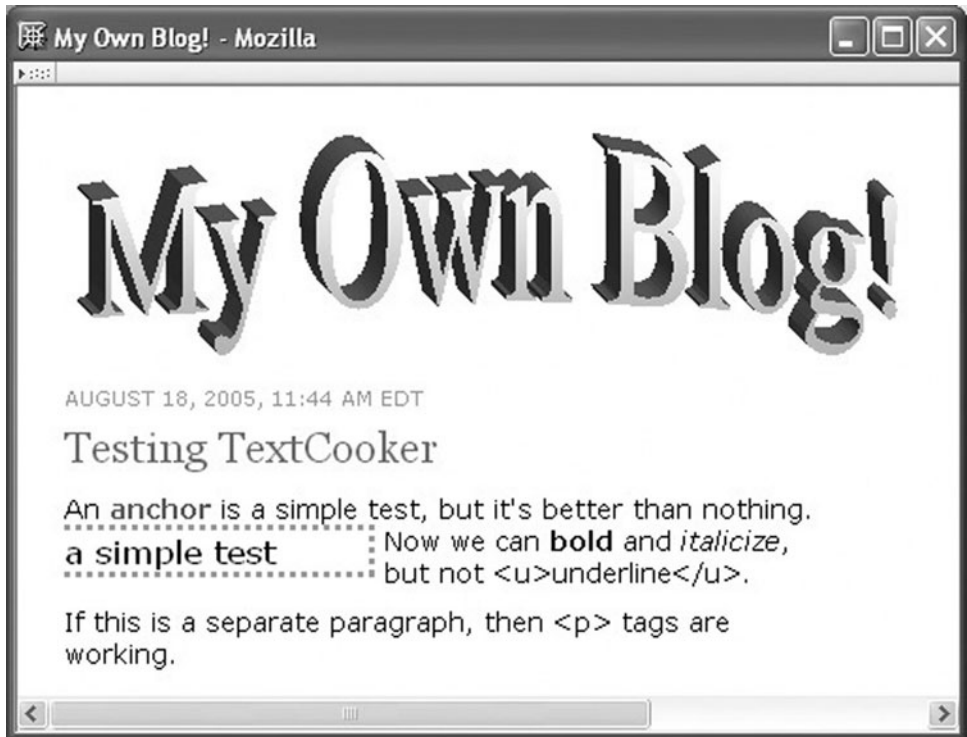 My Own Blog! - Mozilla
My Own Blog!
AUGUST 18, 2005, 11:44 AM EDT
Testing TextCooker
An anchor is a simple test, but it's better than nothing.
a simple test
Now we can bold and italicize,
but not <u>underline</u>.
If this is a separate paragraph, then <p> tags are
working.